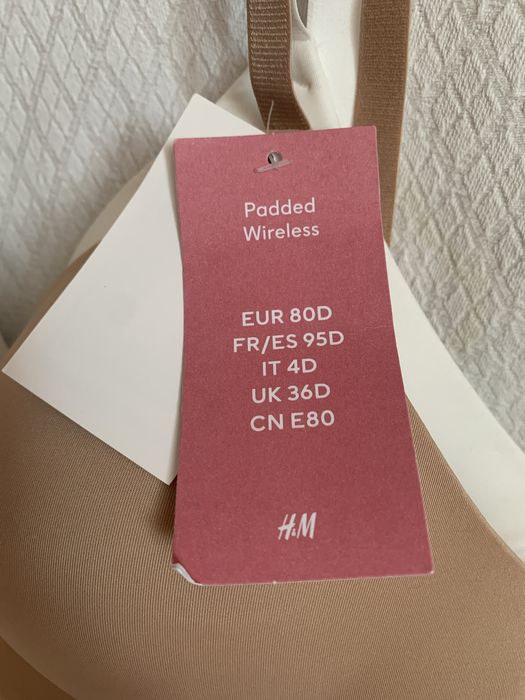 Padded
Wireless
EUR 80D
FR/ES 95D
IT 4D
UK 36D
CN E80
H&M